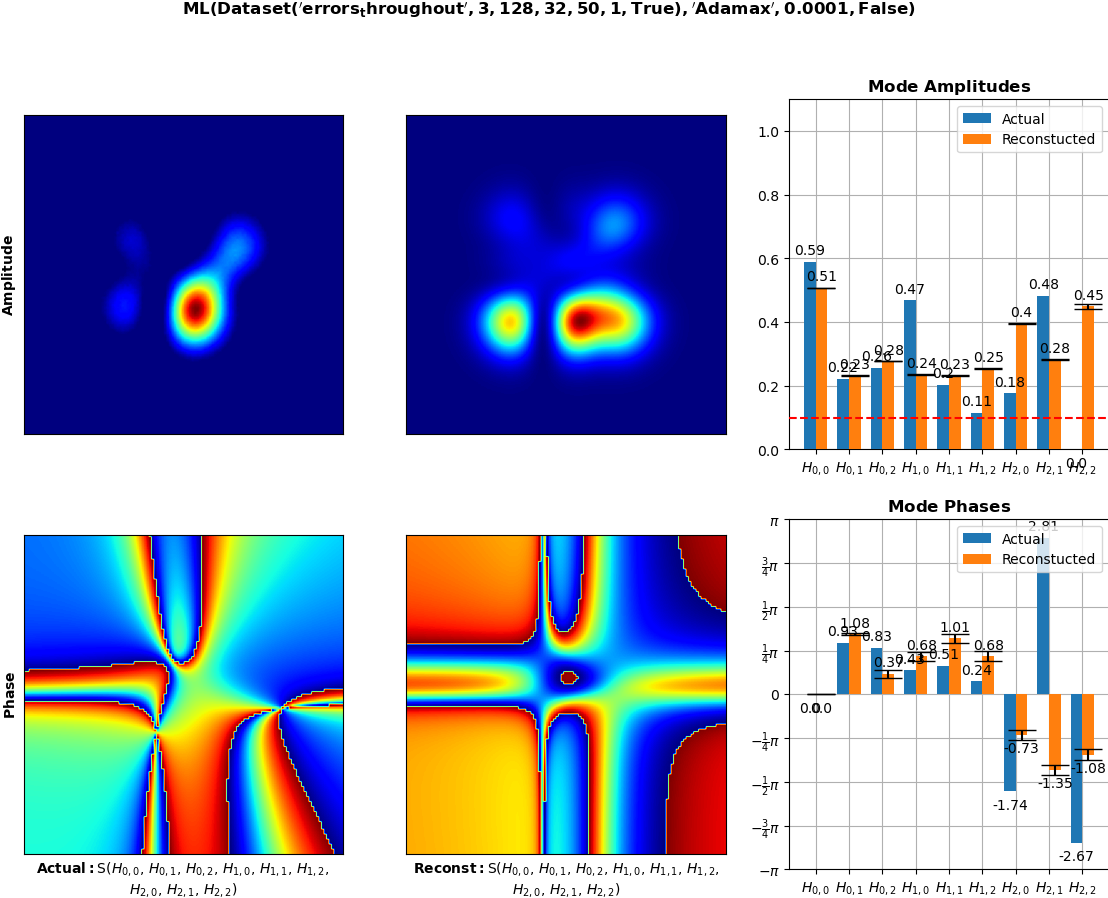 ML(Dataset('errors_throughout', 3, 128, 32, 50, 1, True), 'Adamax', 0.0001, False)
Amplitude
Mode Amplitudes
Actual
Reconstucted
1.0
0.8
0.6
0.4
0.2
0.0
0.59
0.51
0.22
0.23
0.26
0.28
0.47
0.24
0.2
0.23
0.11
0.25
0.18
0.4
0.48
0.28
0.0
0.45
H0,0 H0,1 H0,2 H1,0 H1,1 H1,2 H2,0 H2,1 H2,2
Phase
Actual: S(H0,0, H0,1, H0,2, H1,0, H1,1, H1,2,
H2,0, H2,1, H2,2)
Reconst: S(H0,0, H0,1, H0,2, H1,0, H1,1, H1,2,
H2,0, H2,1, H2,2)
Mode Phases
Actual
Reconstucted
π
3/4π
1/2π
1/4π
0
−1/4π
−1/2π
−3/4π
−π
0.0
0.0
0.93
1.08
0.83
0.37
0.43
0.68
0.51
1.01
0.24
0.68
-1.74
-0.73
2.81
-1.35
-2.67
-1.08
H0,0 H0,1 H0,2 H1,0 H1,1 H1,2 H2,0 H2,1 H2,2